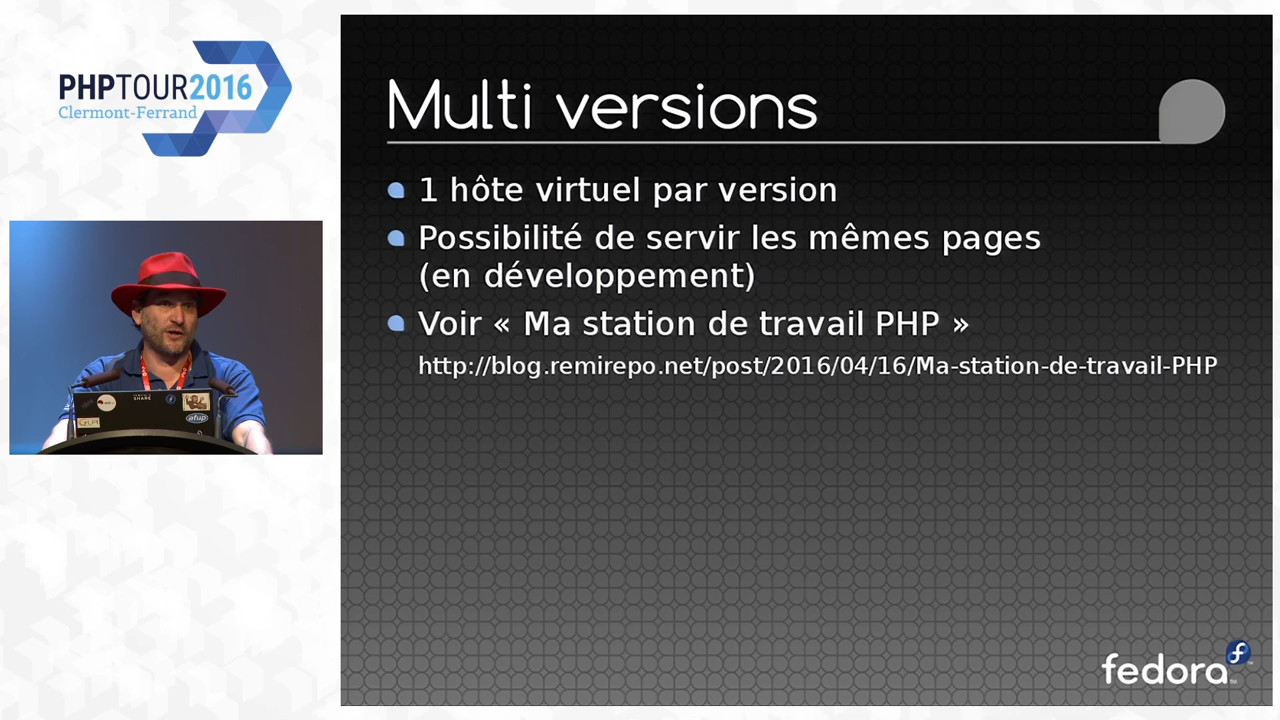 PHPTOUR2016
Clermont-Ferrand
Multi versions
1 hôte virtuel par version
Possibilité de servir les mêmes pages
(en développement)
Voir « Ma station de travail PHP »
http://blog.remirepo.net/post/2016/04/16/Ma-station-de-travail-PHP
afup
fedora